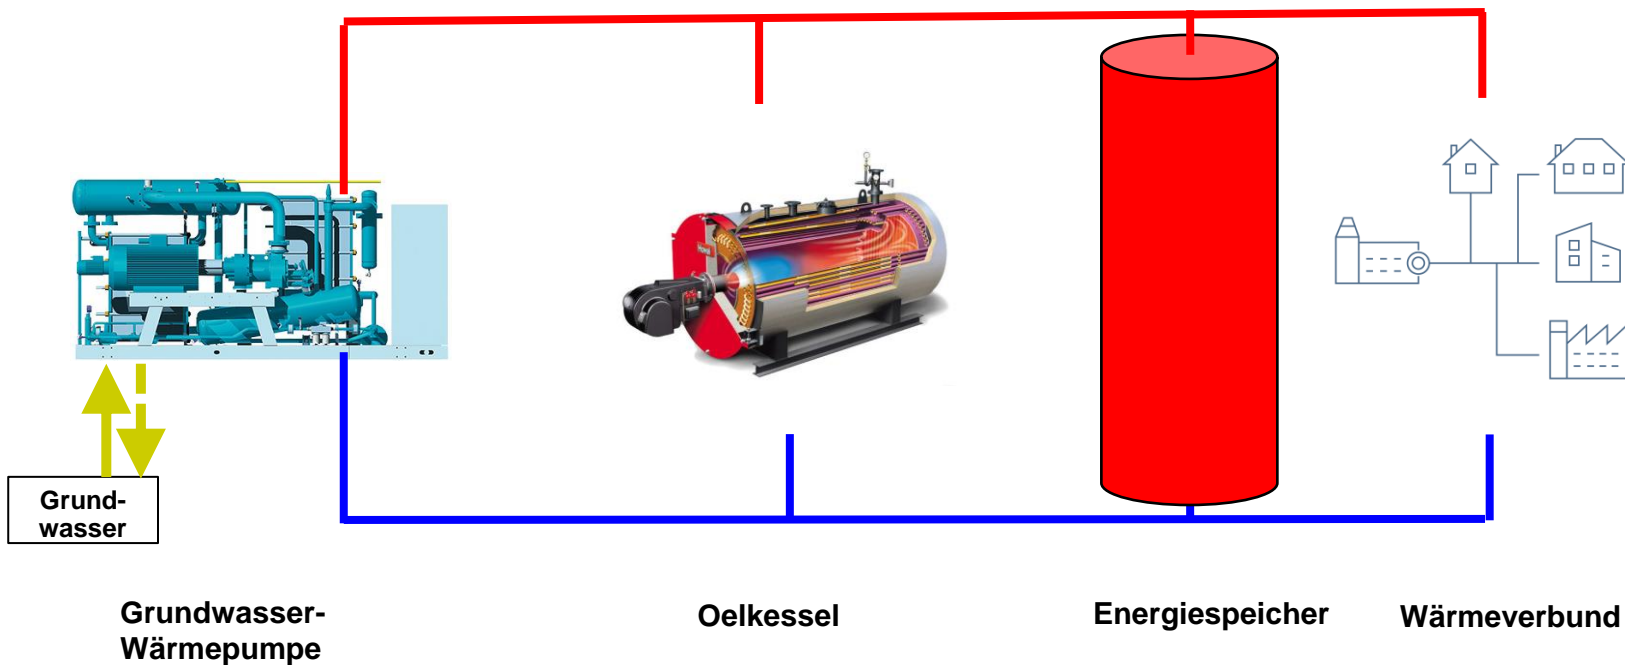 Grund-
wasser
Grundwasser-
Wärmepumpe
Oelkessel
Energiespeicher
Wärmeverbund